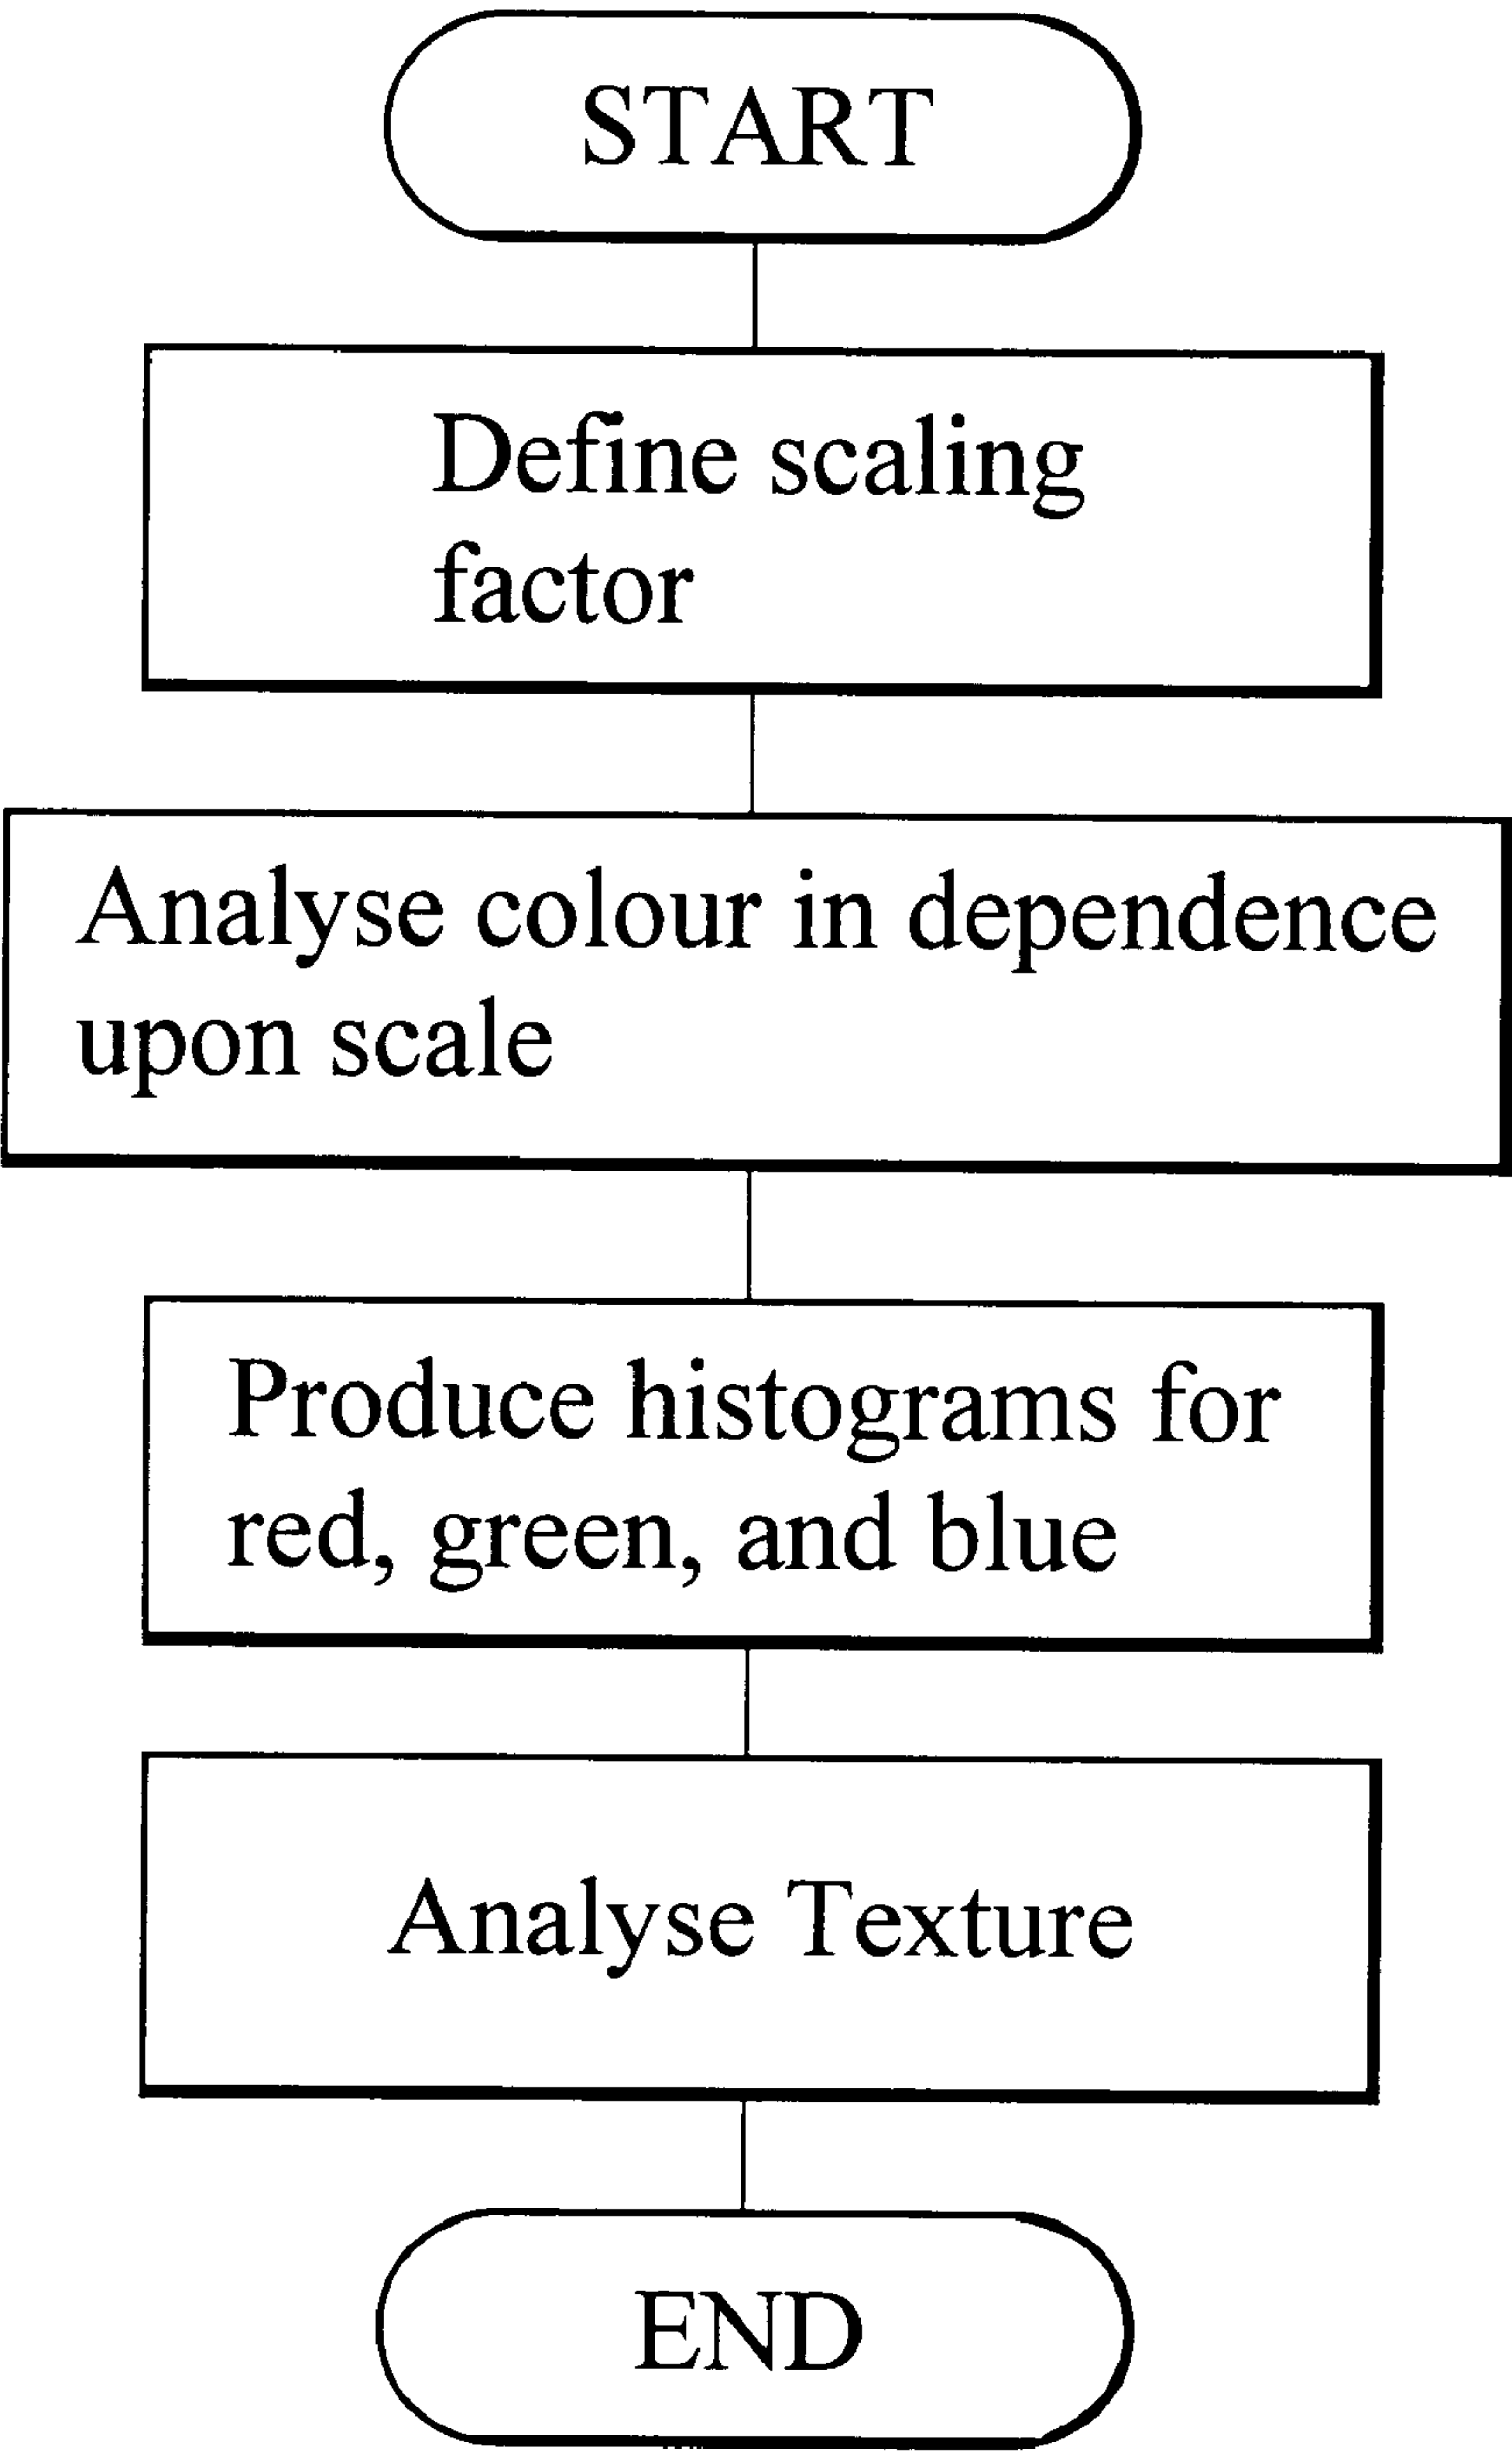 START
Define scaling
factor
Analyse colour in dependence
upon scale
Produce histograms for
red, green, and blue
Analyse Texture
END